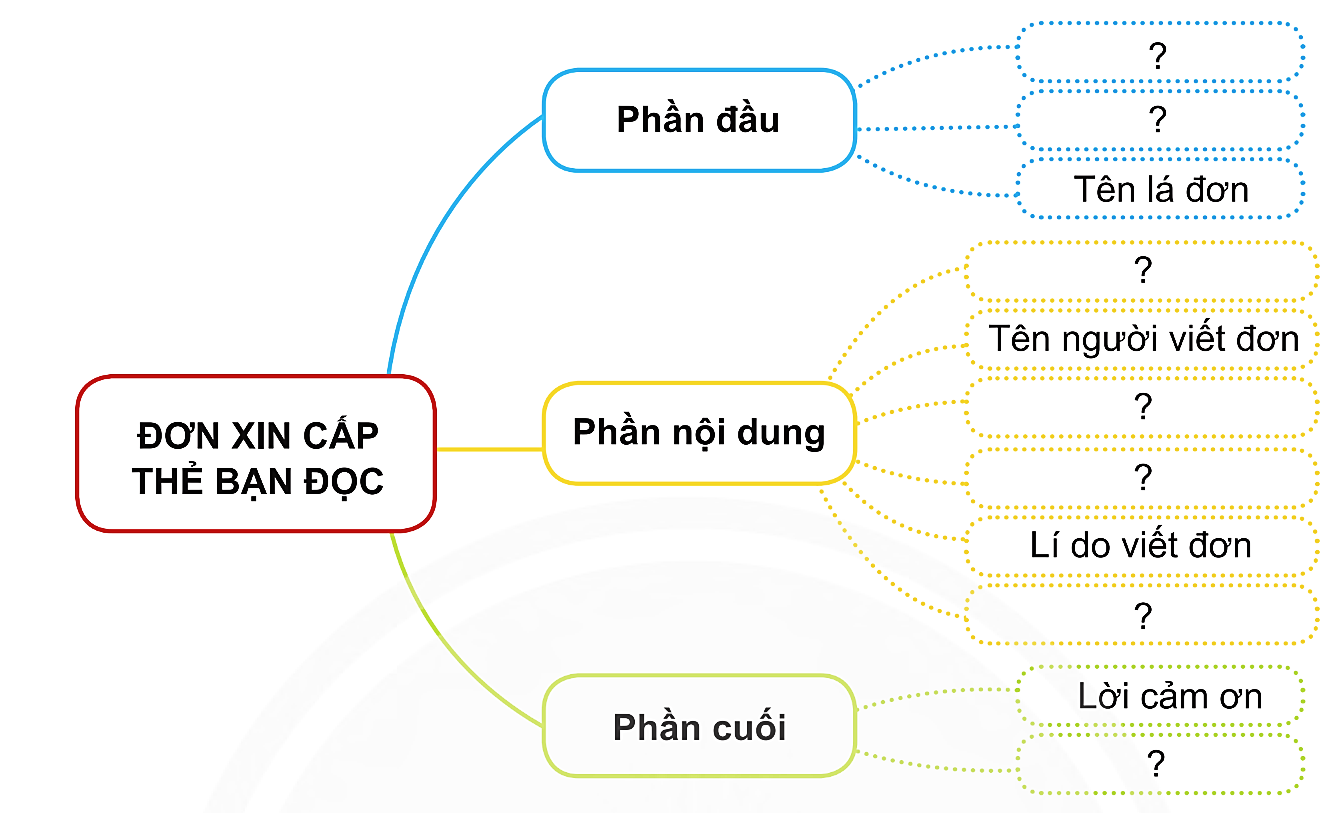 ?
?
Phần đầu
Tên lá đơn
?
Tên người viết đơn
?
ĐƠN XIN CẤP
THẺ BẠN ĐỌC
Phần nội dung
?
Lí do viết đơn
?
Lời cảm ơn
Phần cuối
?